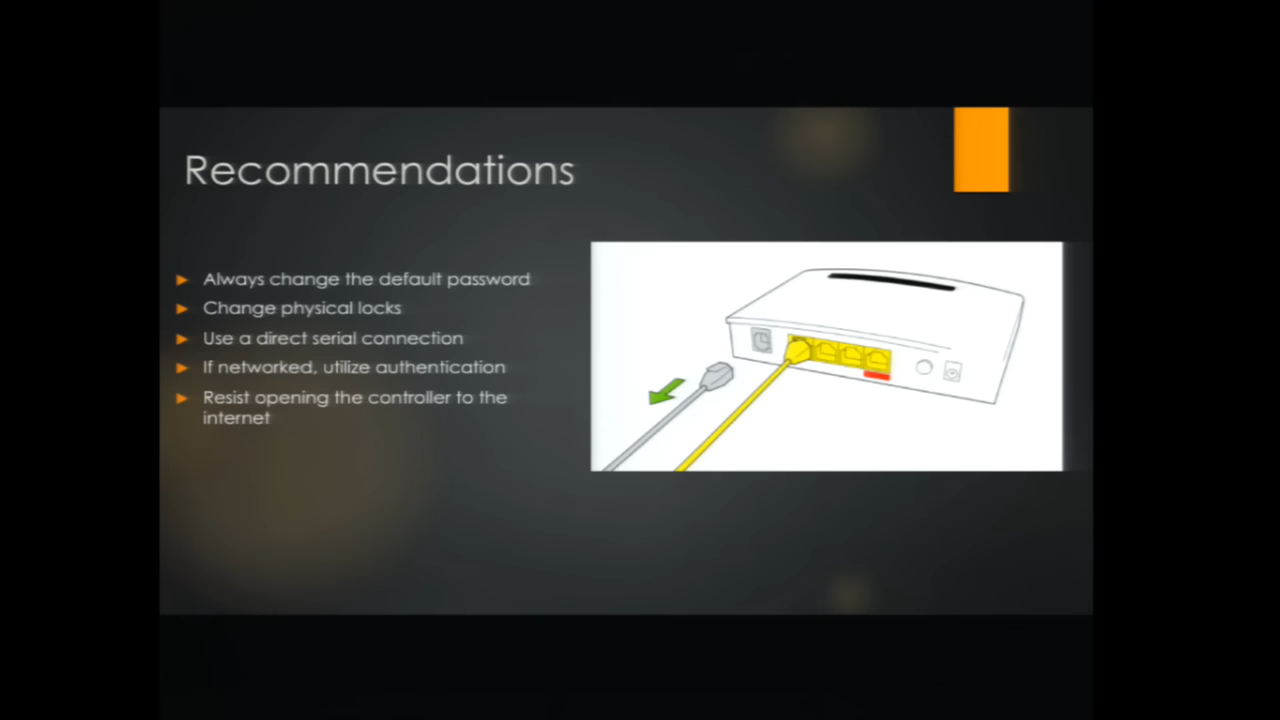 Recommendations
Always change the default password
Change physical locks
Use a direct serial connection
If networked, utilize authentication
Resist opening the controller to the
internet